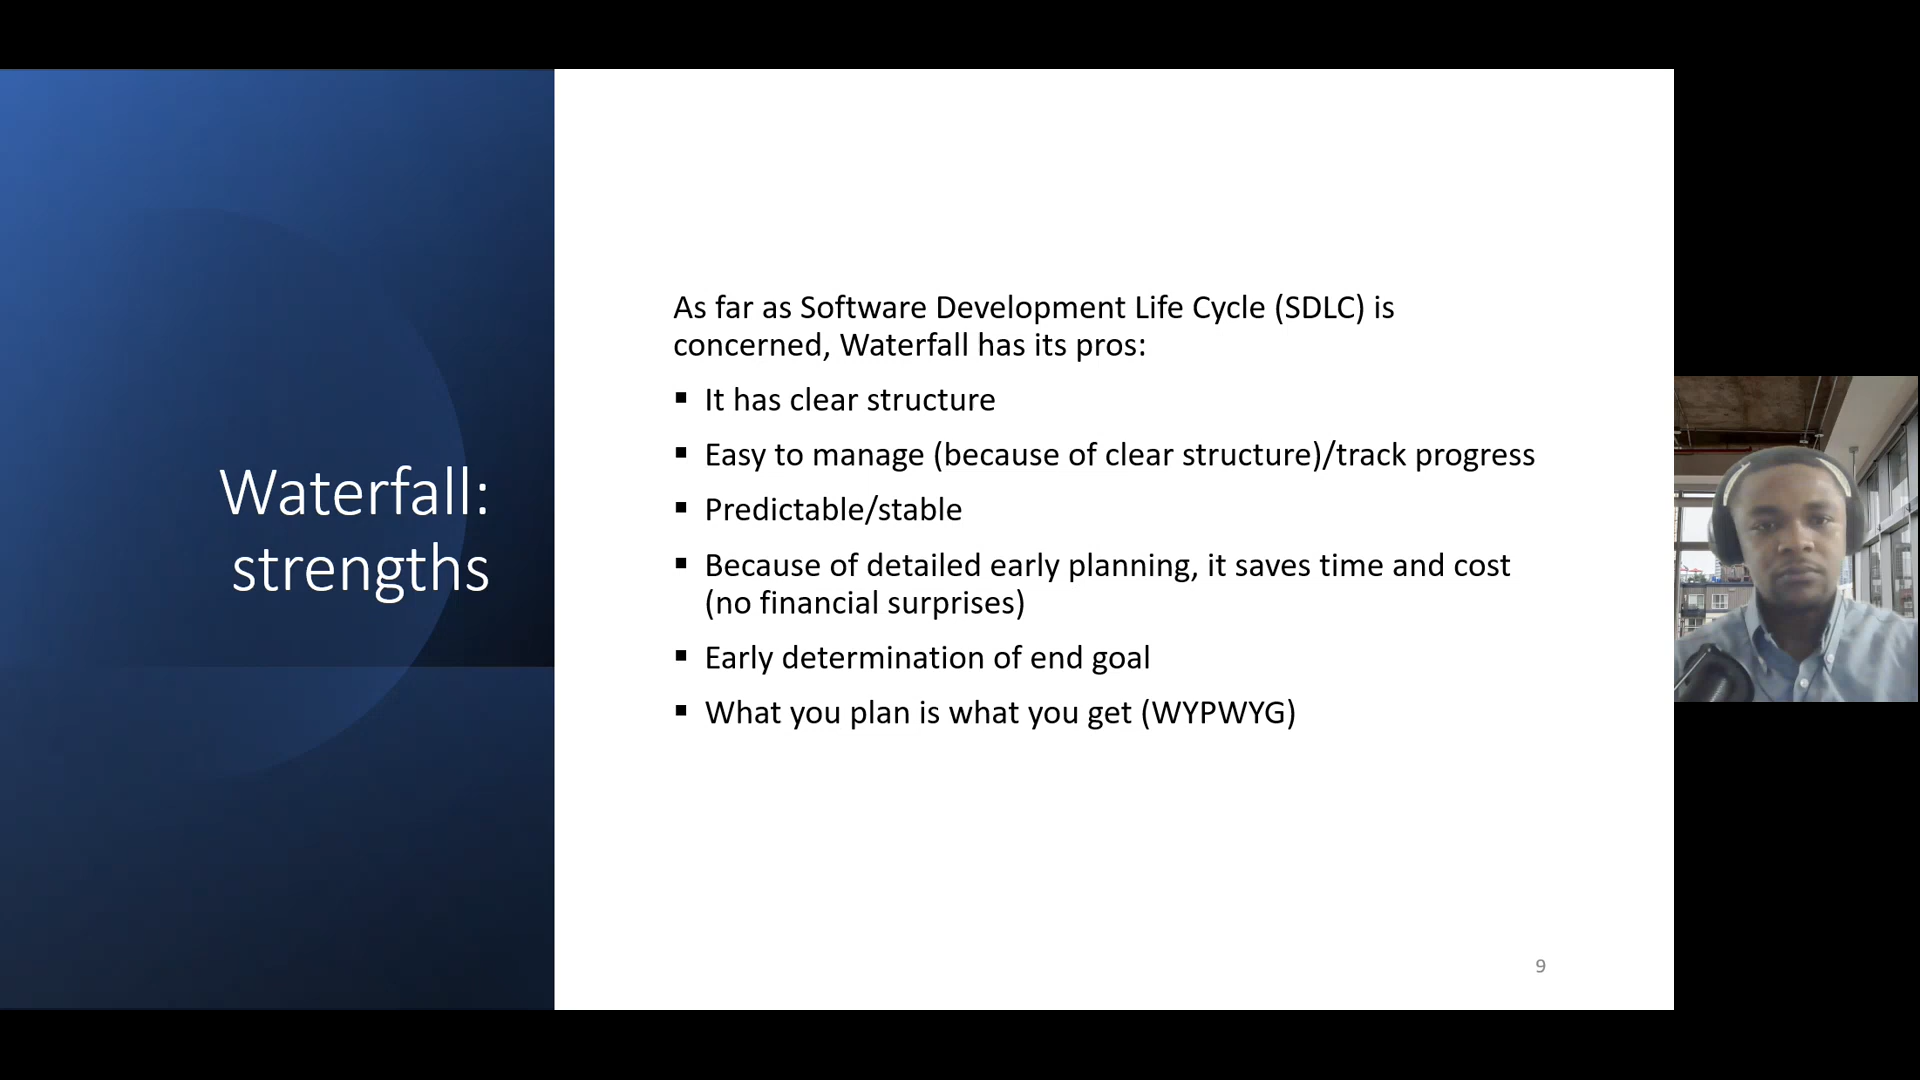 Waterfall:
strengths
As far as Software Development Life Cycle (SDLC) is
concerned, Waterfall has its pros:
▪ It has clear structure
▪ Easy to manage (because of clear structure)/track progress
▪ Predictable/stable
▪ Because of detailed early planning, it saves time and cost
(no financial surprises)
▪ Early determination of end goal
▪ What you plan is what you get (WYPWYG)
9